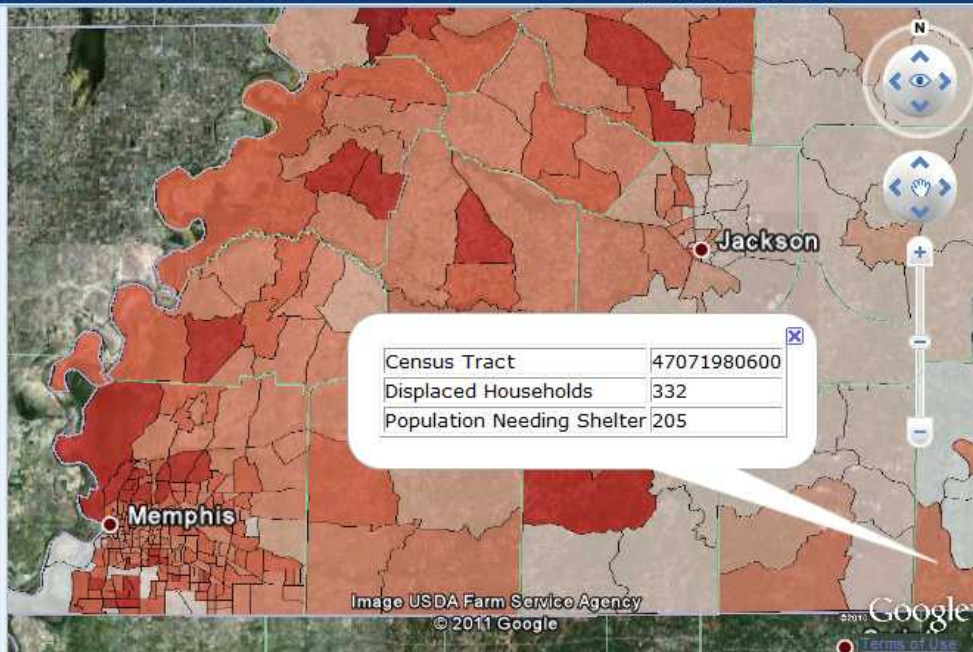 N
Jackson
Census Tract 47071980600
Displaced Households 332
Population Needing Shelter 205
Memphis
Image USDA Farm Service Agency
© 2011 Google
©2010 Google
Terms of Use